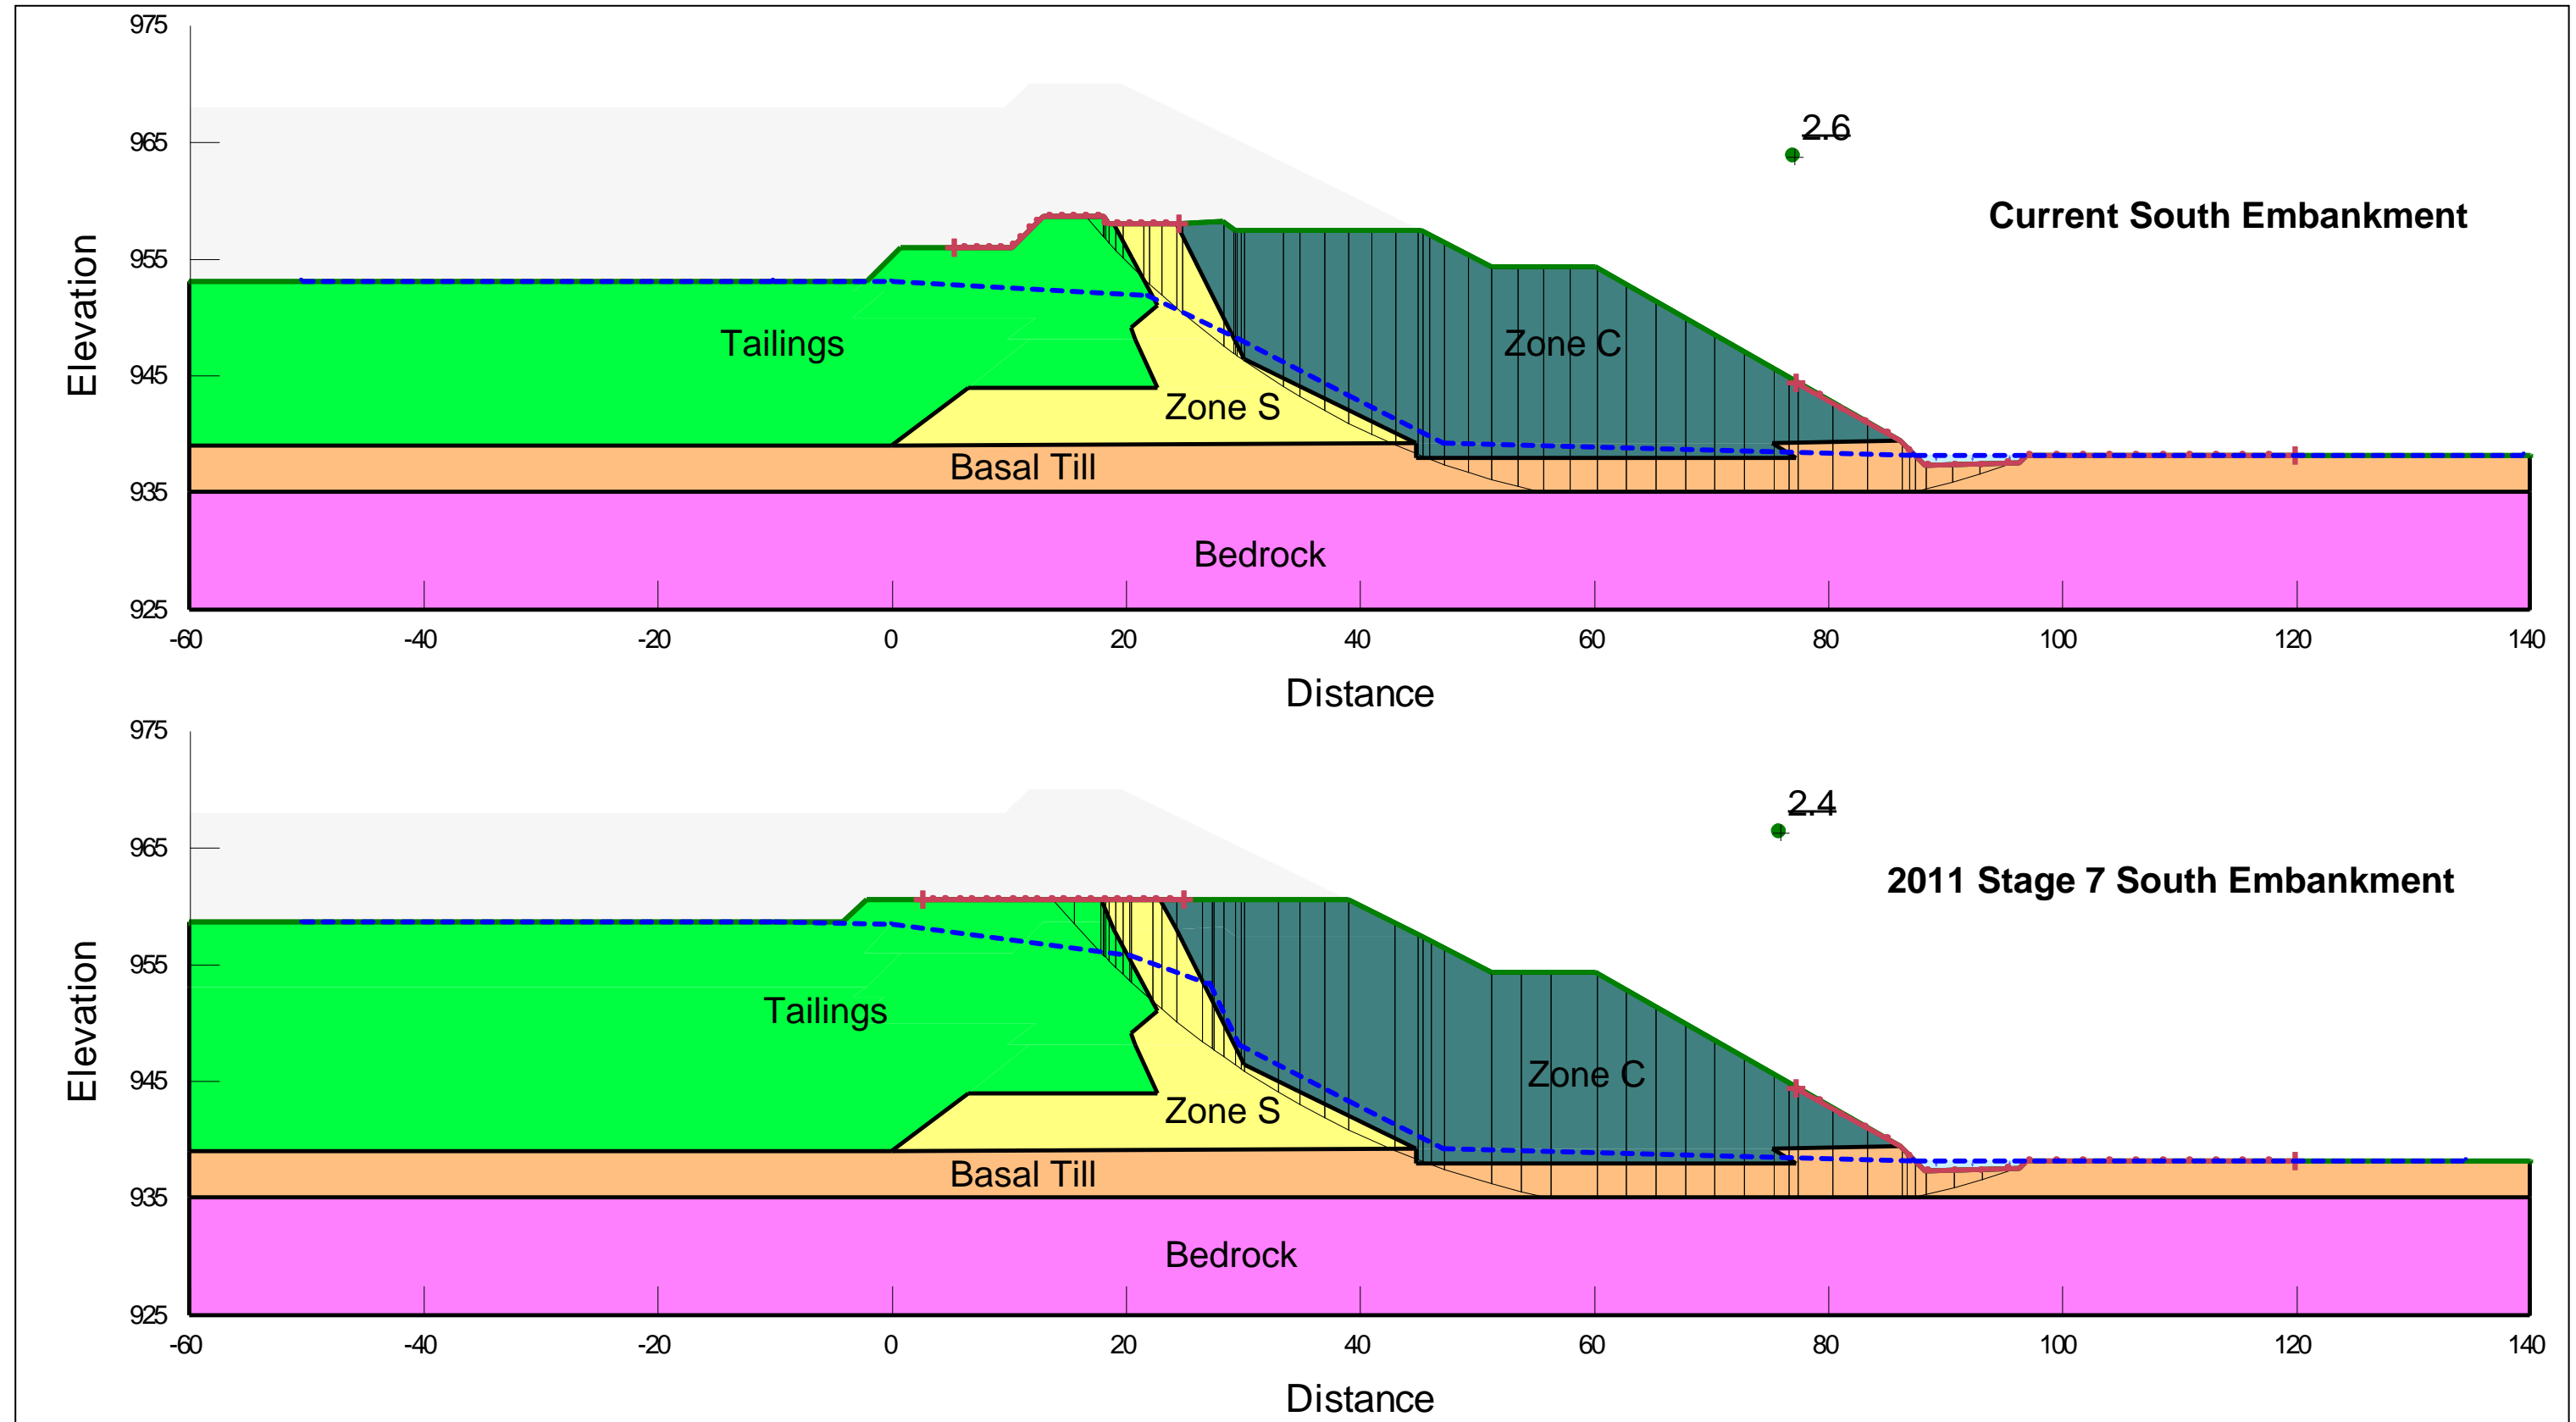 975
2.6
965
Current South Embankment
955
Elevation
Tailings
Zone C
945
Zone S
Basal Till
935
Bedrock
925
-60 -40 -20 0 20 40 60 80 100 120 140
Distance
975
2.4
965
2011 Stage 7 South Embankment
955
Elevation
Tailings
Zone C
945
Zone S
Basal Till
935
Bedrock
925
-60 -40 -20 0 20 40 60 80 100 120 140
Distance